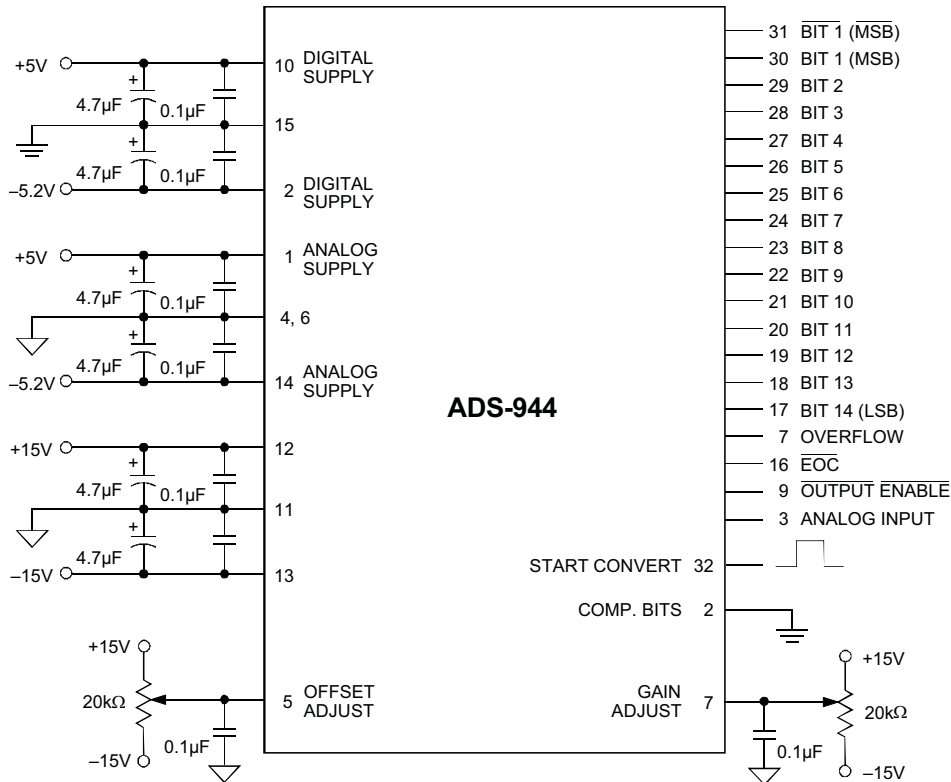 +5V
4.7µF
+
0.1µF
10 DIGITAL
SUPPLY
15
+
4.7µF
0.1µF
–5.2V
2 DIGITAL
SUPPLY
+5V
+
4.7µF
0.1µF
1 ANALOG
SUPPLY
4, 6
+
4.7µF
0.1µF
–5.2V
14 ANALOG
SUPPLY
+15V
+
4.7µF
0.1µF
12
11
+
4.7µF
0.1µF
–15V
13
+15V
20kΩ
–15V
0.1µF
5 OFFSET
ADJUST
ADS-944
31 BIT 1 (MSB)
30 BIT 1 (MSB)
29 BIT 2
28 BIT 3
27 BIT 4
26 BIT 5
25 BIT 6
24 BIT 7
23 BIT 8
22 BIT 9
21 BIT 10
20 BIT 11
19 BIT 12
18 BIT 13
17 BIT 14 (LSB)
7 OVERFLOW
16 EOC
9 OUTPUT ENABLE
3 ANALOG INPUT
START CONVERT 32
COMP. BITS 2
GAIN
ADJUST 7
0.1µF
+15V
20kΩ
–15V